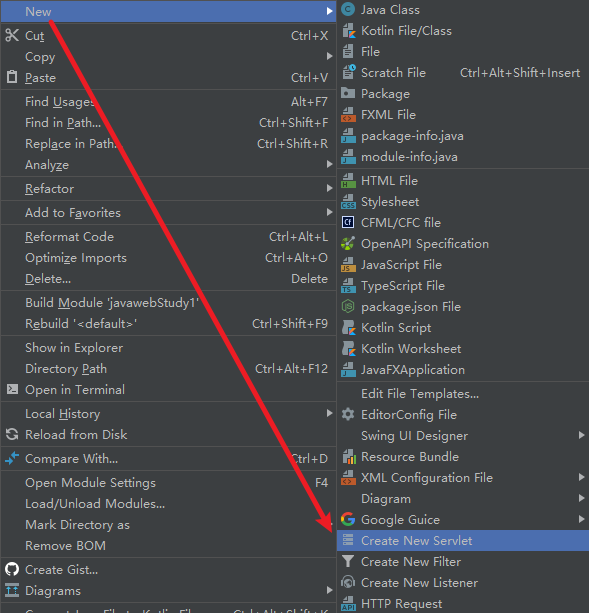 New
Cut Ctrl+X
Copy
Paste Ctrl+V
Find Usages Alt+F7
Find in Path... Ctrl+Shift+F
Replace in Path... Ctrl+Shift+R
Analyze
Refactor
Add to Favorites
Reformat Code Ctrl+Alt+L
Optimize Imports Ctrl+Alt+O
Delete... Delete
Build Module 'javawebStudy1'
Rebuild '<default>' Ctrl+Shift+F9
Show in Explorer
Directory Path Ctrl+Alt+F12
Open in Terminal
Local History
Reload from Disk
Compare With... Ctrl+D
Open Module Settings F4
Load/Unload Modules...
Mark Directory as
Remove BOM
Create Gist...
Diagrams
Java Class
Kotlin File/Class
File
Scratch File Ctrl+Alt+Shift+Insert
Package
FXML File
package-info.java
module-info.java
HTML File
Stylesheet
CFML/CFC file
OpenAPI Specification
JavaScript File
TypeScript File
package.json File
Kotlin Script
Kotlin Worksheet
JavaFXApplication
Edit File Templates...
EditorConfig File
Swing UI Designer
Resource Bundle
XML Configuration File
Diagram
Google Guice
Create New Servlet
Create New Filter
Create New Listener
HTTP Request